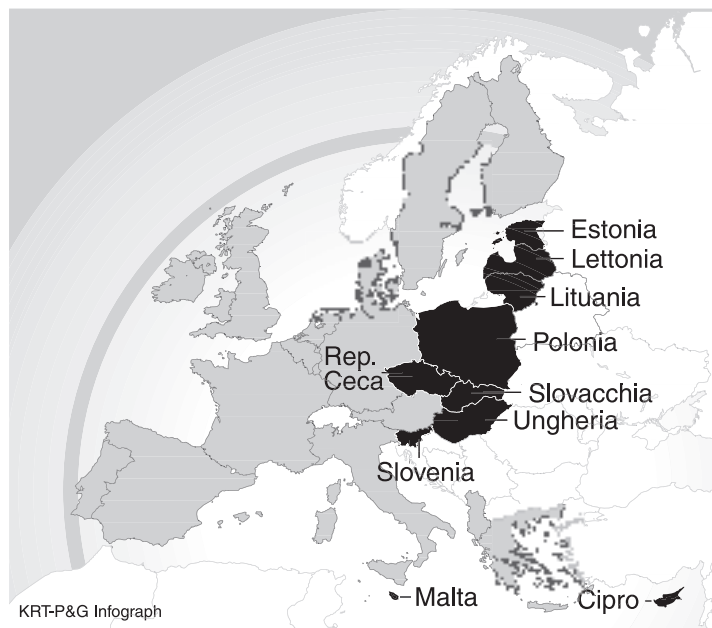 Estonia
Lettonia
Lituania
Polonia
Rep.
Ceca
Slovacchia
Ungheria
Slovenia
Malta
Cipro
KRT-P&G Infograph